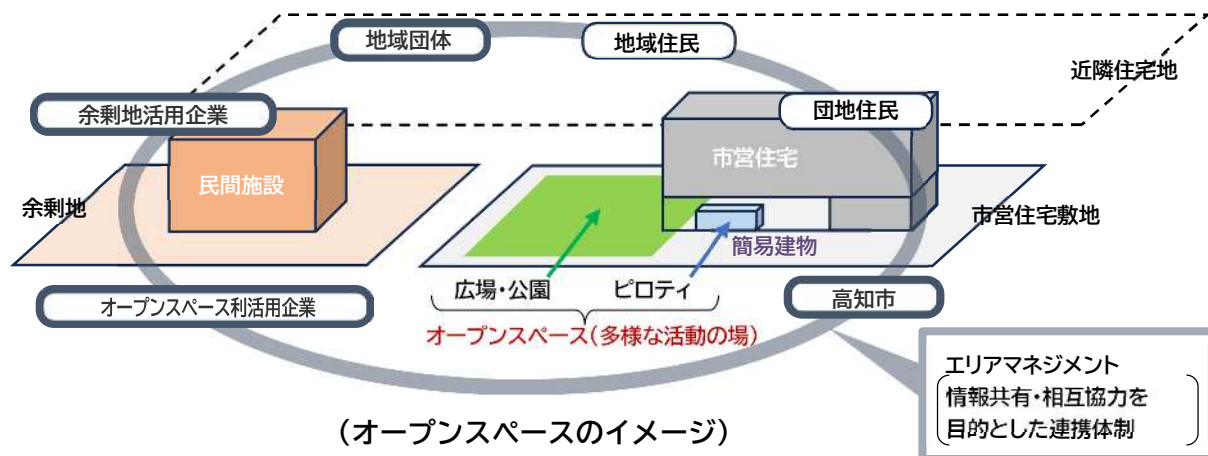 地域団体
地域住民
近隣住宅地
余剰地活用企業
団地住民
市営住宅
民間施設
余剰地
市営住宅敷地
簡易建物
広場・公園
ピロティ
オープンスペース利活用企業
高知市
オープンスペース(多様な活動の場)
エリアマネジメント
情報共有・相互協力を
目的とした連携体制
(オープンスペースのイメージ)